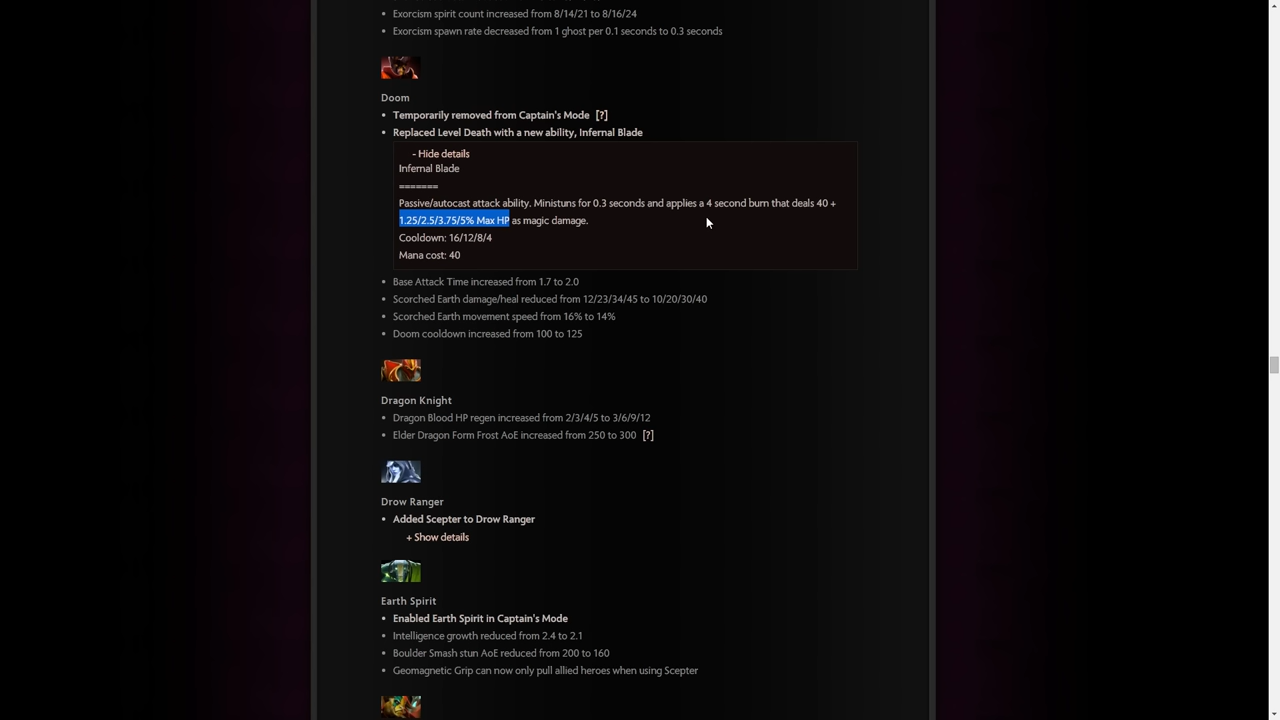 • Exorcism spirit count increased from 8/14/21 to 8/16/24
• Exorcism spawn rate decreased from 1 ghost per 0.1 seconds to 0.3 seconds
Doom
• Temporarily removed from Captain's Mode [?]
• Replaced Level Death with a new ability, Infernal Blade
- Hide details
Infernal Blade
=======
Passive/autocast attack ability. Ministuns for 0.3 seconds and applies a 4 second burn that deals 40 +
1.25/2.5/3.75/5% Max HP as magic damage.
Cooldown: 16/12/8/4
Mana cost: 40
• Base Attack Time increased from 1.7 to 2.0
• Scorched Earth damage/heal reduced from 12/23/34/45 to 10/20/30/40
• Scorched Earth movement speed from 16% to 14%
• Doom cooldown increased from 100 to 125
Dragon Knight
• Dragon Blood HP regen increased from 2/3/4/5 to 3/6/9/12
• Elder Dragon Form Frost AoE increased from 250 to 300 [?]
Drow Ranger
• Added Scepter to Drow Ranger
+ Show details
Earth Spirit
• Enabled Earth Spirit in Captain's Mode
• Intelligence growth reduced from 2.4 to 2.1
• Boulder Smash stun AoE reduced from 200 to 160
• Geomagnetic Grip can now only pull allied heroes when using Scepter